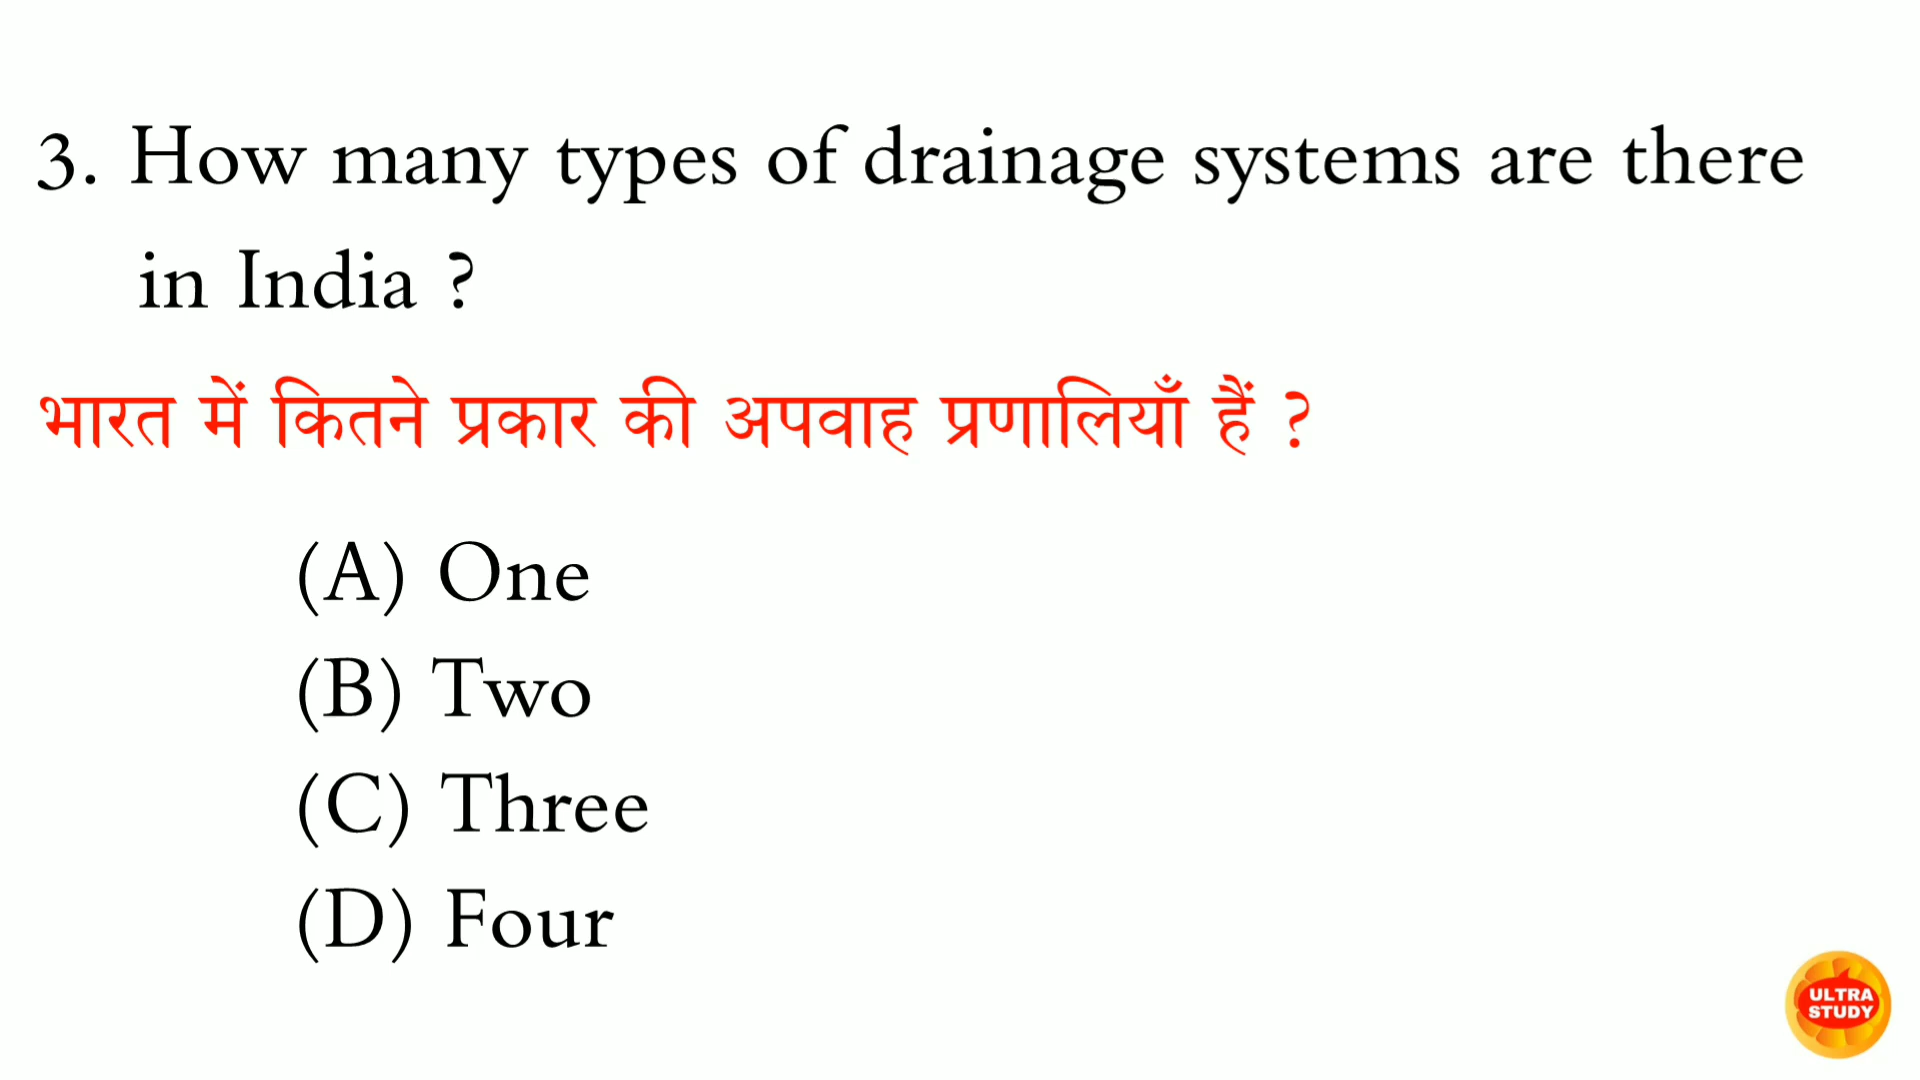 3. How many types of drainage systems are there
in India ?
भारत में कितने प्रकार की अपवाह प्रणालियाँ हैं ?
(A) One
(B) Two
(C) Three
(D) Four
ULTRA
STUDY